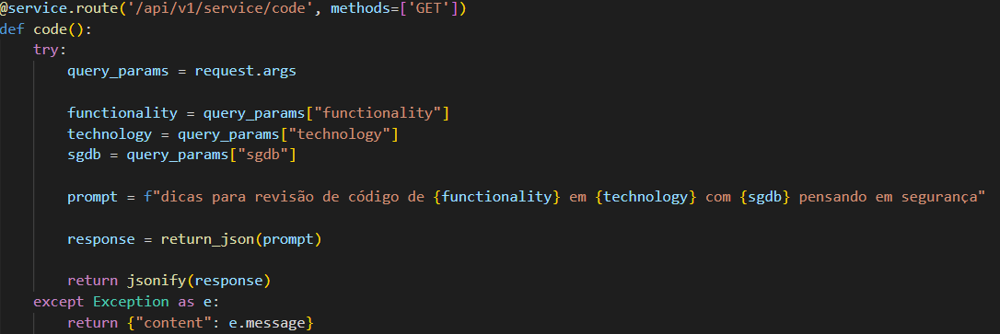 @service.route('/api/v1/service/code', methods=['GET'])
def code():
    try:
        query_params = request.args

        functionality = query_params["functionality"]
        technology = query_params["technology"]
        sgdb = query_params["sgdb"]

        prompt = f"dicas para revisão de código de {functionality} em {technology} com {sgdb} pensando em segurança"

        response = return_json(prompt)

        return jsonify(response)
    except Exception as e:
        return {"content": e.message}